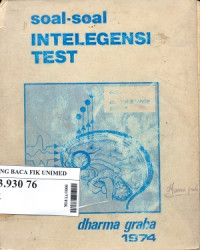 soal-soal
INTELEGENSI
TEST
NG BACA FIK UNIMED
3.930 76
dharma graha
1974